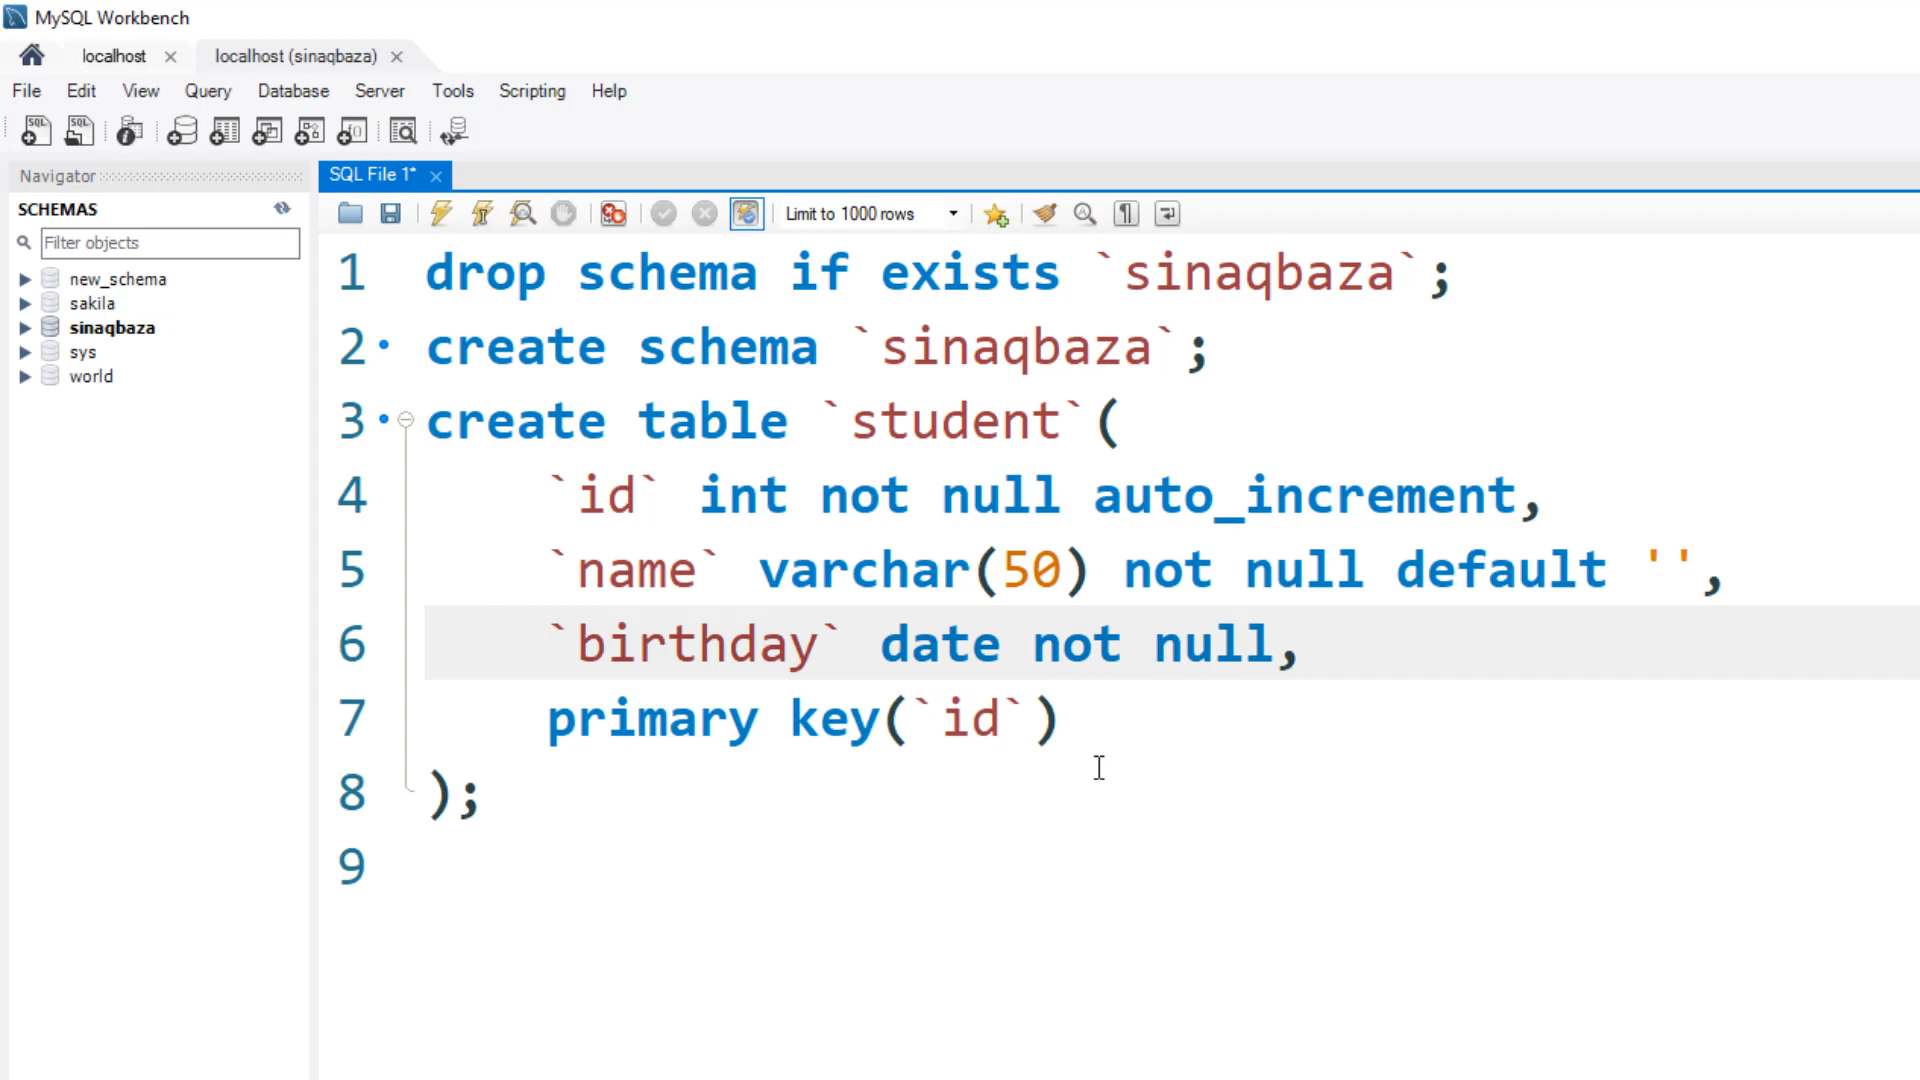 MySQL Workbench
localhost
localhost (sinaqbaza)
File Edit View Query Database Server Tools Scripting Help
Navigator
SCHEMAS
Filter objects
new_schema
sakila
sinaqbaza
sys
world
SQL File 1*
Limit to 1000 rows
1 drop schema if exists `sinaqbaza`;
2 create schema `sinaqbaza`;
3 create table `student`(
4 `id` int not null auto_increment,
5 `name` varchar(50) not null default '',
6 `birthday` date not null,
7 primary key(`id`)
8 );
9